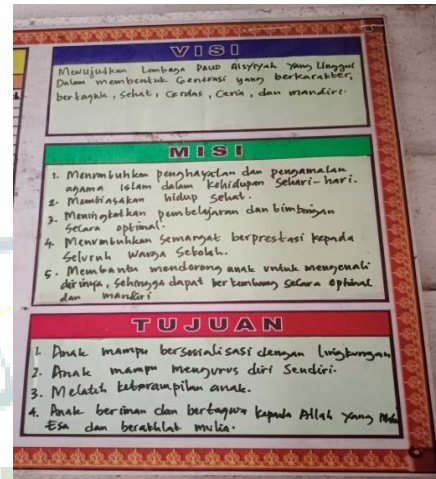 VISI
Mewujudkan Lembaga PAUD Aisyiyah Yang Unggul
Dalam membentuk Generasi yang berkarakter,
bertaqwa, Sehat, Cerdas, Ceria, dan mandiri.
MISI
1. Menumbuhkan penghayatan dan pengamalan
agama Islam dalam kehidupan Sehari-hari.
2. Membiasakan hidup sehat.
3. Meningkatkan pembelajaran dan bimbingan
Secara optimal.
4. Menumbuhkan Semangat berprestasi kepada
Seluruh Warga Sekolah.
5. Membantu mendorong anak untuk mengenali
dirinya, Sehingga dapat berkembang Secara Optimal
dan mandiri
TUJUAN
1. Anak mampu bersosialisasi dengan lingkungan
2. Anak mampu mengurus diri Sendiri.
3. Melatih keterampilan anak.
4. Anak beriman dan bertaqwa kepada Allah Yang Maha
Esa dan berakhlak mulia.